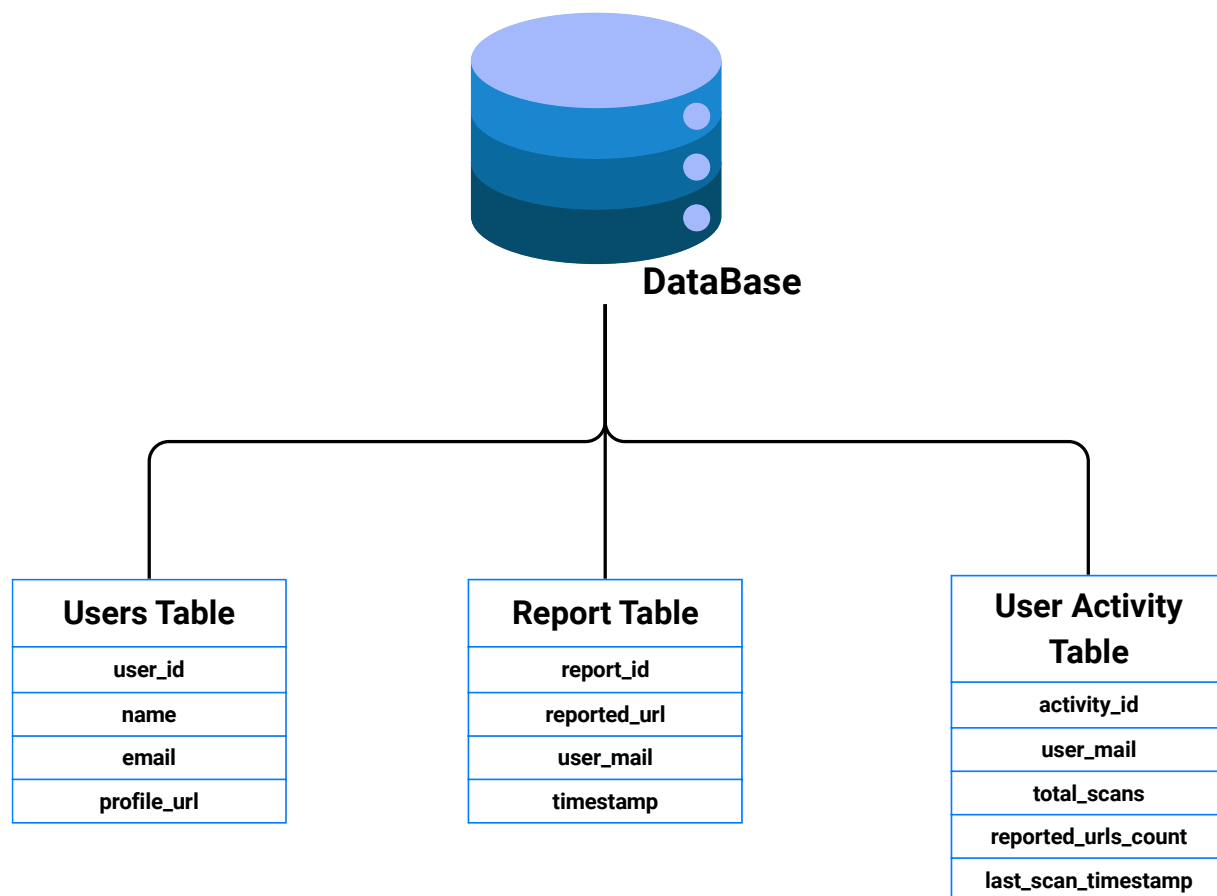 DataBase
Users Table
user_id
name
email
profile_url
Report Table
report_id
reported_url
user_mail
timestamp
User Activity
Table
activity_id
user_mail
total_scans
reported_urls_count
last_scan_timestamp